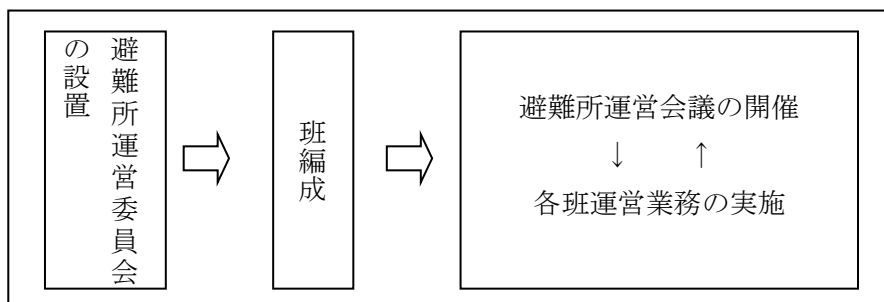 避難所運営委員会
の設置
班編成
避難所運営会議の開催
↓ ↑
各班運営業務の実施